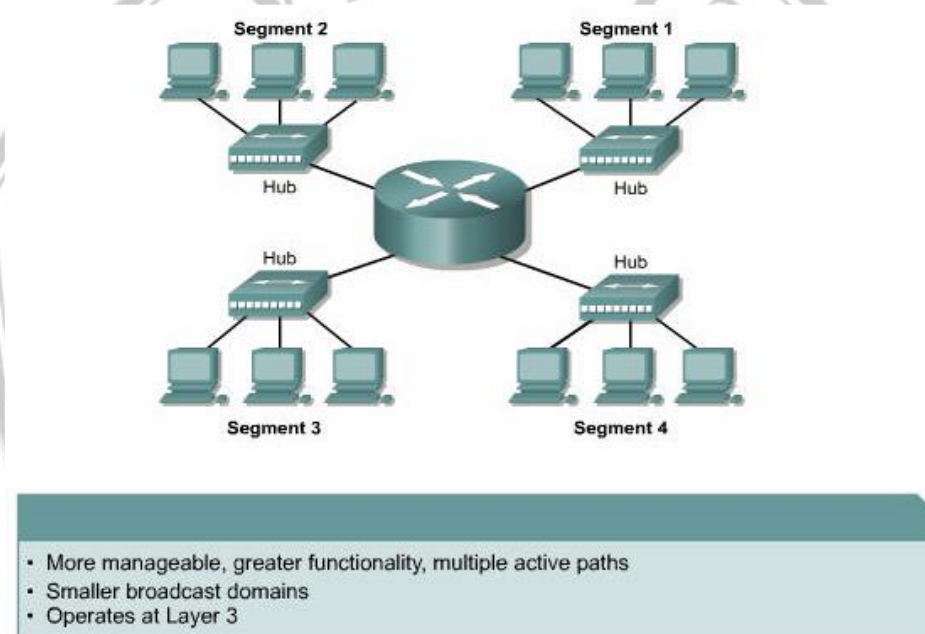 Segment 2
Segment 1
Hub
Hub
Hub
Hub
Segment 3
Segment 4
• More manageable, greater functionality, multiple active paths
• Smaller broadcast domains
• Operates at Layer 3